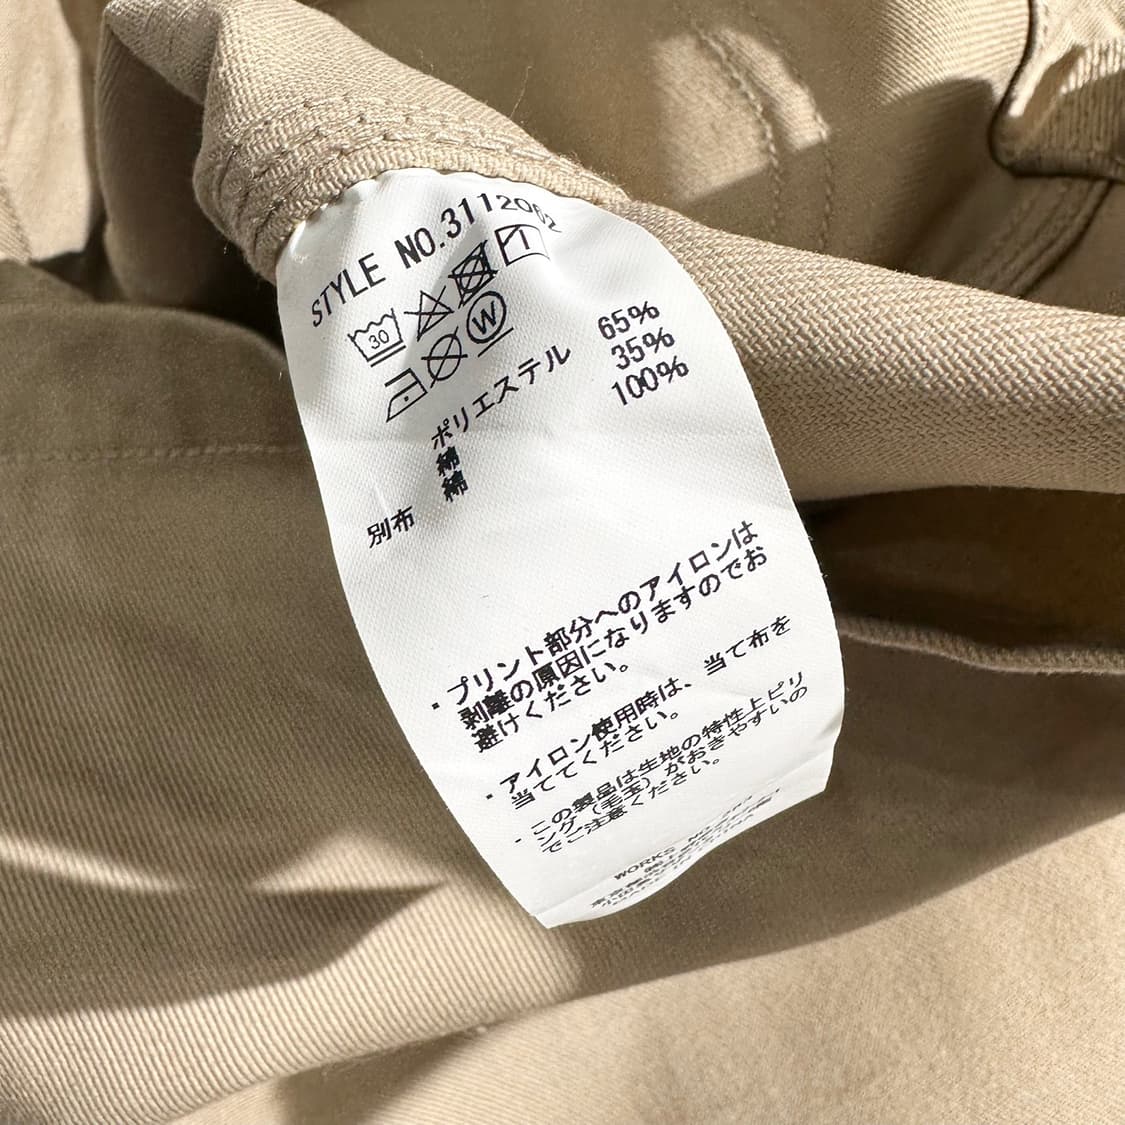 STYLE NO.3112062
30
W
ポリエステル 65%
綿 35%
別布 綿 100%
・プリント部分へのアイロンは
剥離の原因になりますのでお
避けください。
・アイロン使用時は、当て布を
当ててください。
・この製品は生地の特性上ピリ
ング(毛玉)がおきやすいの
でご注意ください。
WORKS NO.